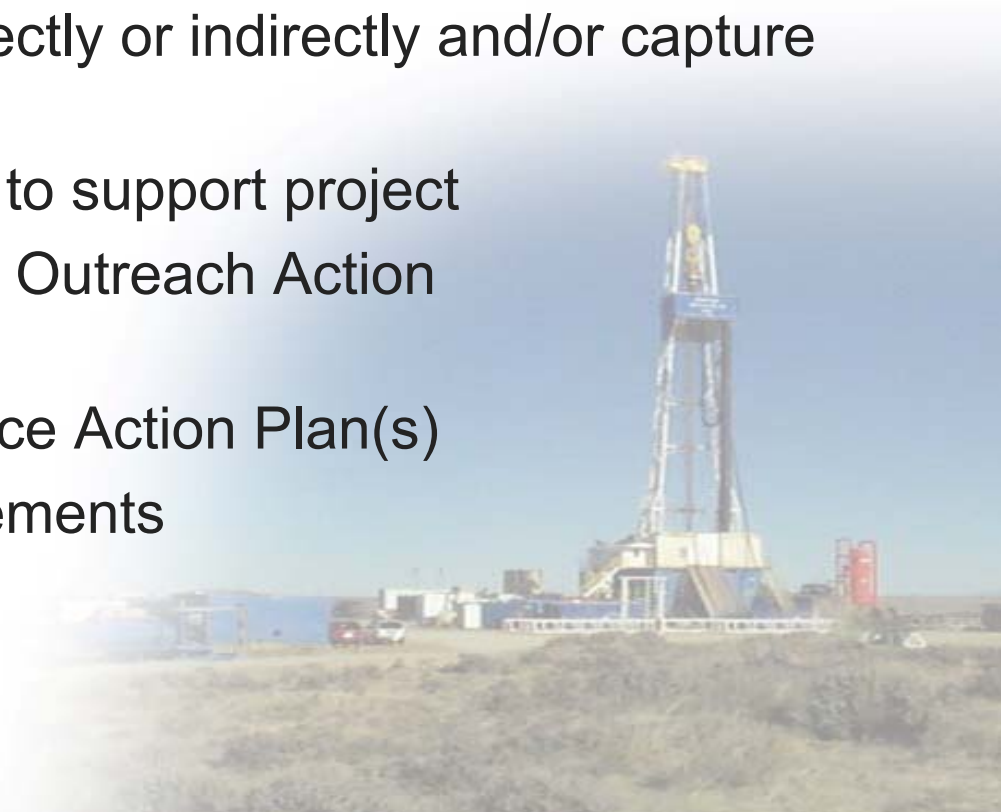 ectly or indirectly and/or capture
to support project
Outreach Action
ce Action Plan(s)
ements